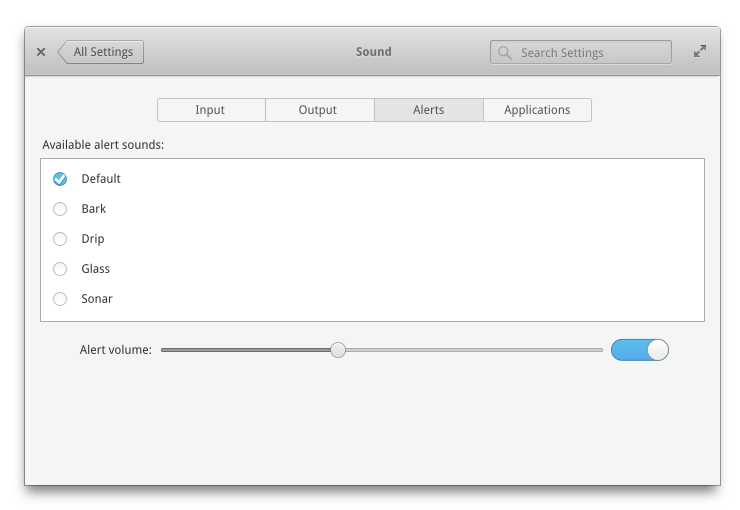 All Settings
Sound
Search Settings
Input
Output
Alerts
Applications
Available alert sounds:
Default
Bark
Drip
Glass
Sonar
Alert volume: